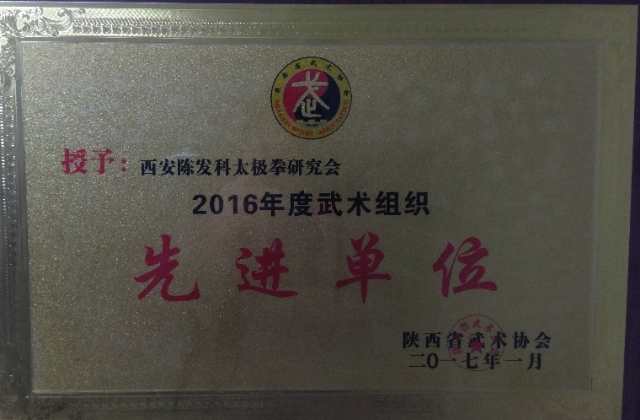 授予：西安陈发科太极拳研究会
2016年度武术组织
先进单位
陕西省武术协会
二〇一七年一月